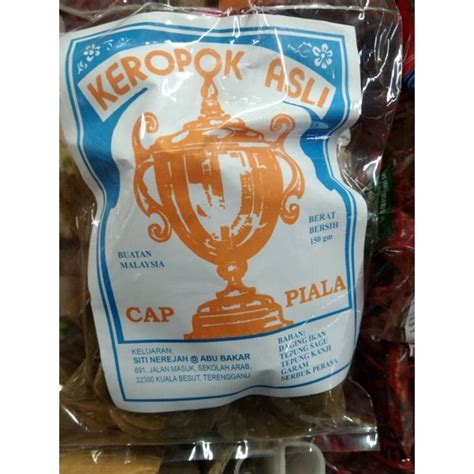 KEROPOK ASLI
BUATAN
MALAYSIA
BERAT
BERSIH
150 gm
CAP PIALA
KELUARAN:
SITI NEREJAH @ ABU BAKAR
691, JALAN MASUK, SEKOLAH ARAB,
22300 KUALA BESUT, TERENGGANU
BAHAN:
DAGING IKAN
TEPUNG SAGU
TEPUNG KANJI
GARAM
SERBUK PERASA